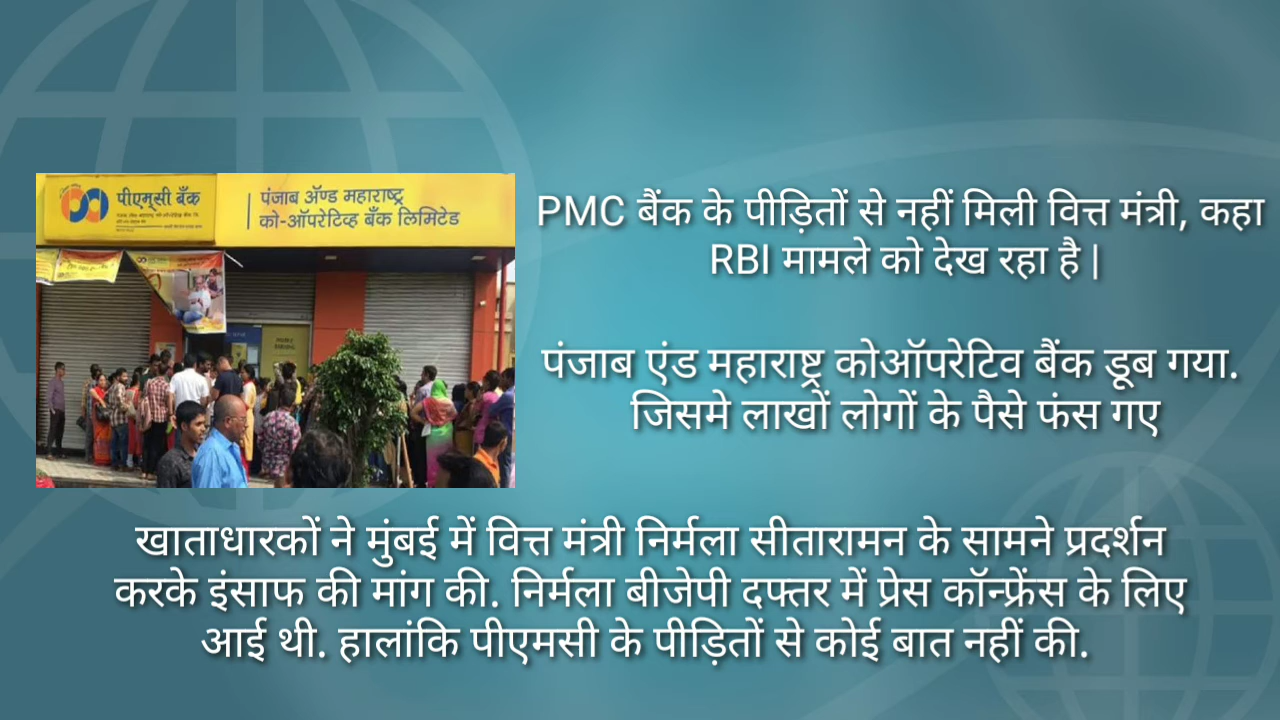 पीएमसी बँक
पंजाब अ‍ॅण्ड महाराष्ट्र
को-ऑपरेटिव्ह बँक लिमिटेड
PMC बैंक के पीड़ितों से नहीं मिली वित्त मंत्री, कहा
RBI मामले को देख रहा है |
पंजाब एंड महाराष्ट्र कोऑपरेटिव बैंक डूब गया.
जिसमे लाखों लोगों के पैसे फंस गए
खाताधारकों ने मुंबई में वित्त मंत्री निर्मला सीतारामन के सामने प्रदर्शन
करके इंसाफ की मांग की. निर्मला बीजेपी दफ्तर में प्रेस कॉन्फ्रेंस के लिए
आई थी. हालांकि पीएमसी के पीड़ितों से कोई बात नहीं की.